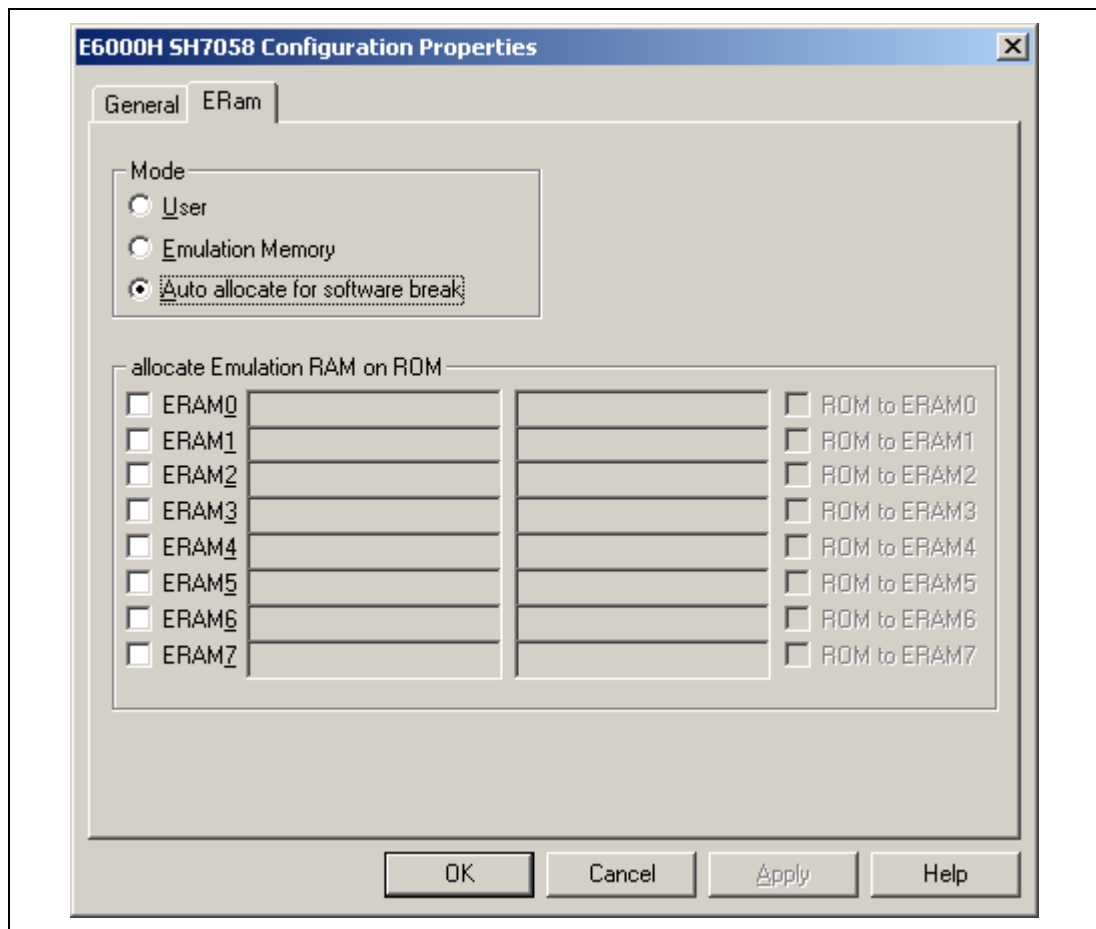 E6000H SH7058 Configuration Properties
General ERam
Mode
User
Emulation Memory
Auto allocate for software break
allocate Emulation RAM on ROM
ERAM0 ROM to ERAM0
ERAM1 ROM to ERAM1
ERAM2 ROM to ERAM2
ERAM3 ROM to ERAM3
ERAM4 ROM to ERAM4
ERAM5 ROM to ERAM5
ERAM6 ROM to ERAM6
ERAM7 ROM to ERAM7
OK Cancel Apply Help